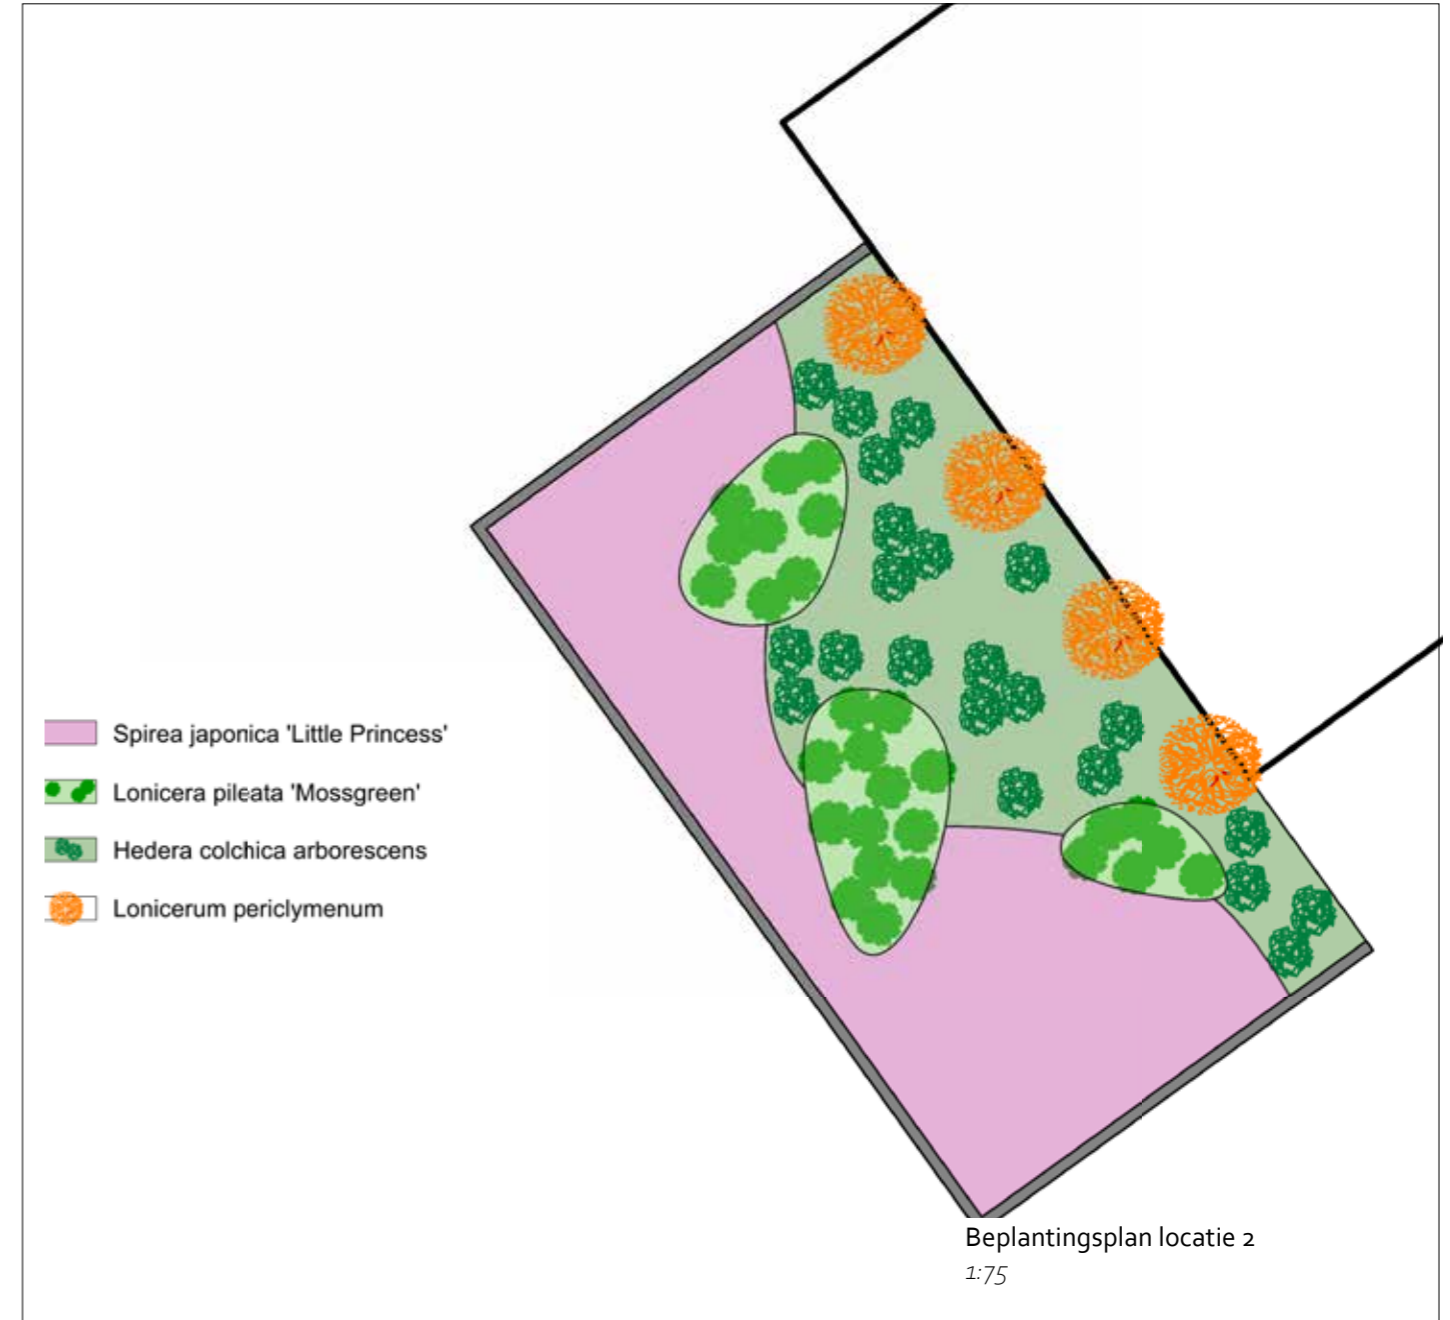 Spirea japonica 'Little Princess'
Lonicera pileata 'Mossgreen'
Hedera colchica arborescens
Lonicerum periclymenum
Beplantingsplan locatie 2
1:75